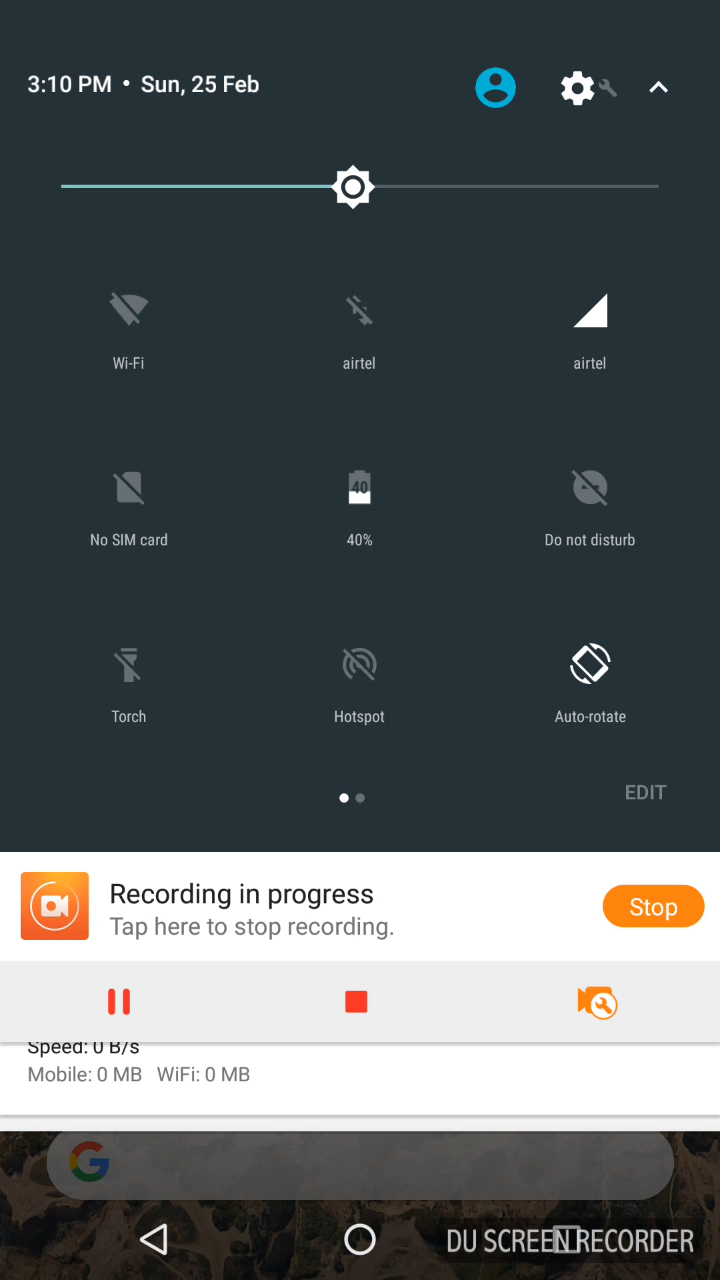 3:10 PM • Sun, 25 Feb
Wi-Fi
airtel
airtel
No SIM card
40
40%
Do not disturb
Torch
Hotspot
Auto-rotate
EDIT
Recording in progress
Tap here to stop recording.
Stop
Speed: 0 B/s
Mobile: 0 MB WiFi: 0 MB
G
DU SCREEN RECORDER